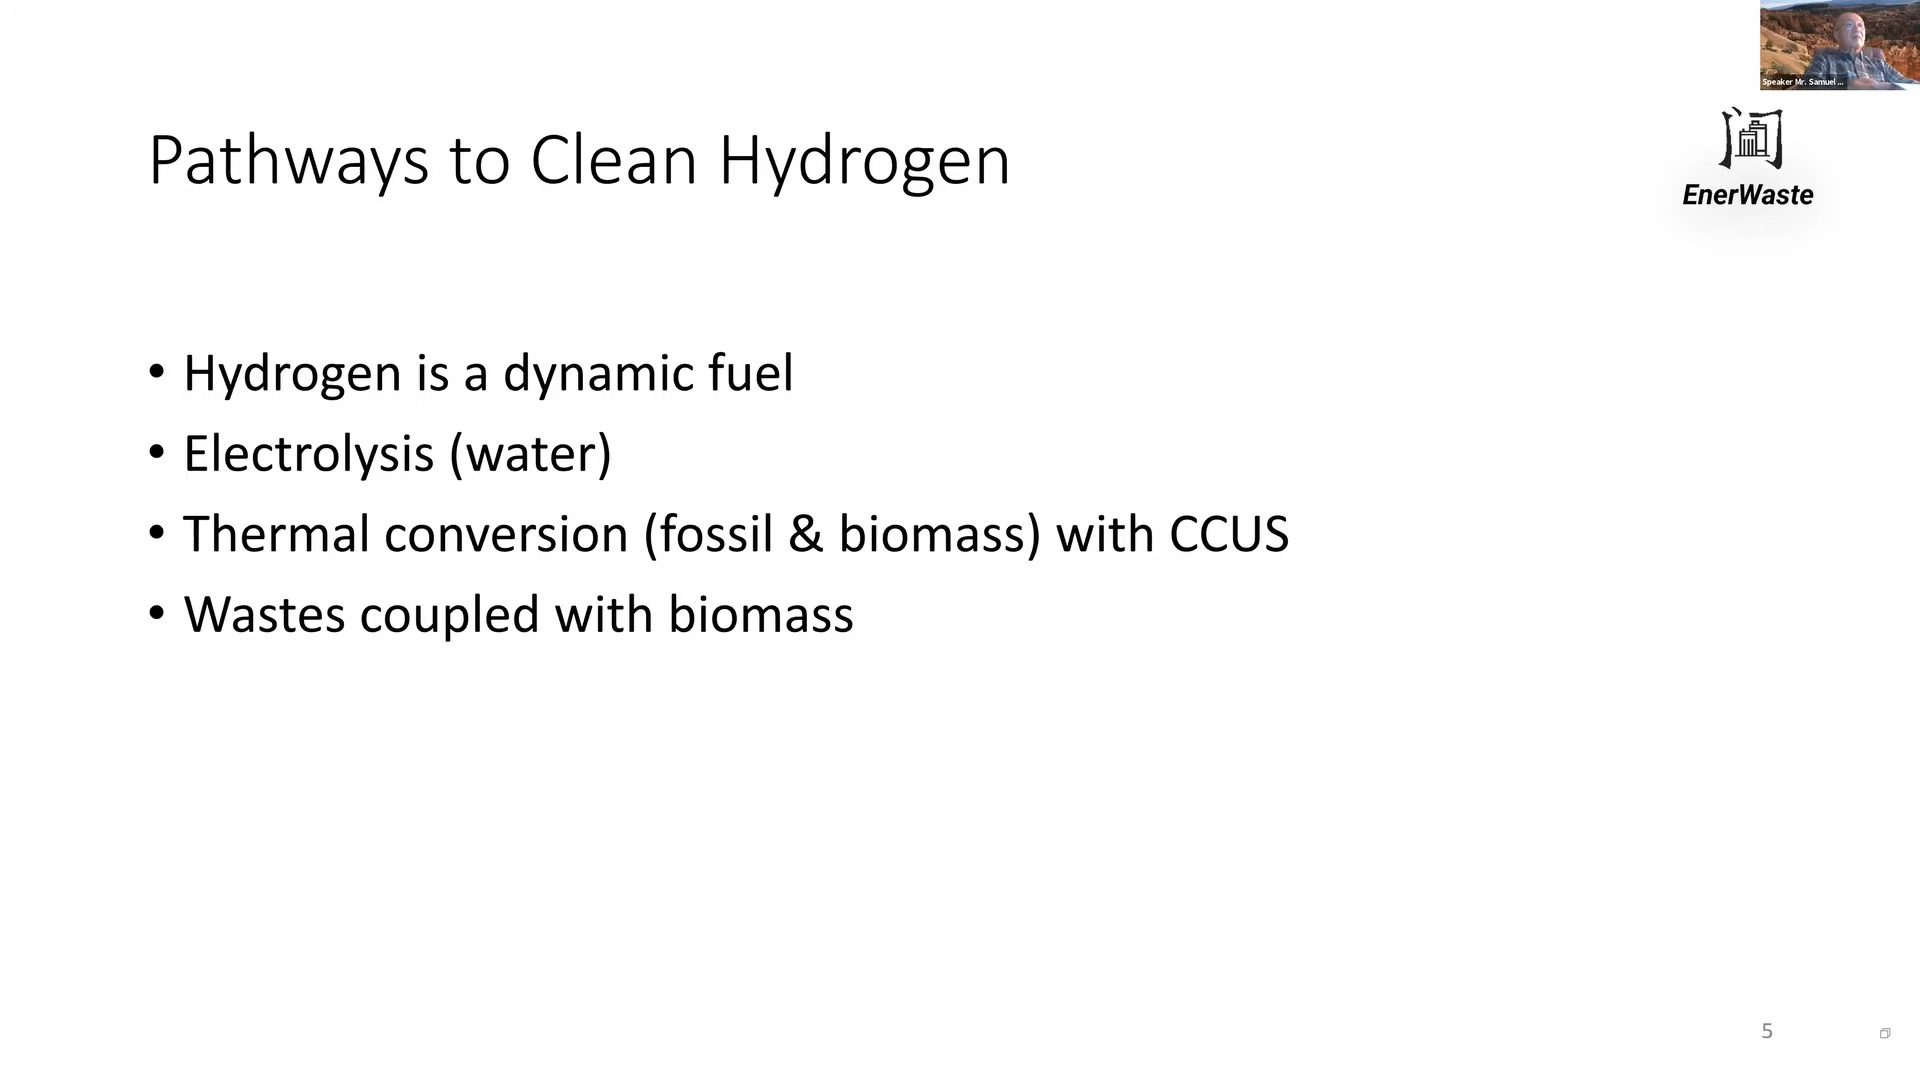 Speaker Mr. Samuel ...
Pathways to Clean Hydrogen
EnerWaste
• Hydrogen is a dynamic fuel
• Electrolysis (water)
• Thermal conversion (fossil & biomass) with CCUS
• Wastes coupled with biomass
5